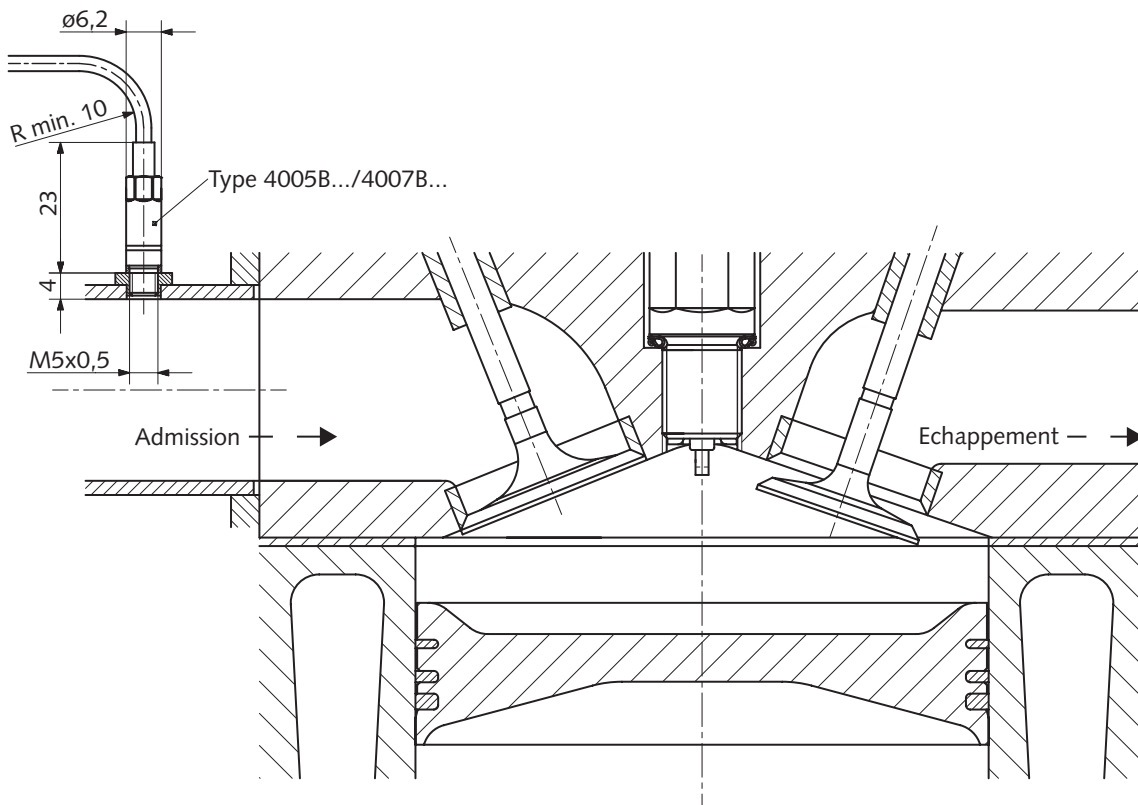 ø6,2
R min. 10
Type 4005B.../4007B...
23
4
M5x0,5
Admission
Echappement